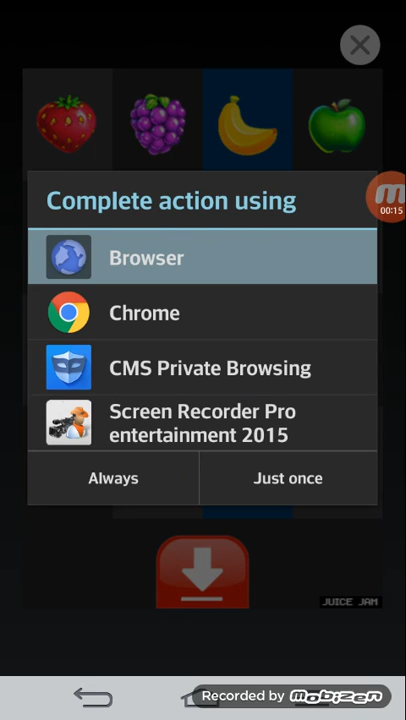 Complete action using
00:15
Browser
Chrome
CMS Private Browsing
Screen Recorder Pro
entertainment 2015
Always
Just once
JUICE JAM
Recorded by mobizen